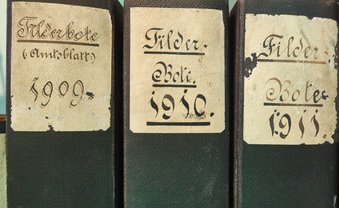 Filderbote
(Amtsblatt)
1909.
Filder-
Bote.
1910.
Filder-
Bote.
1911.